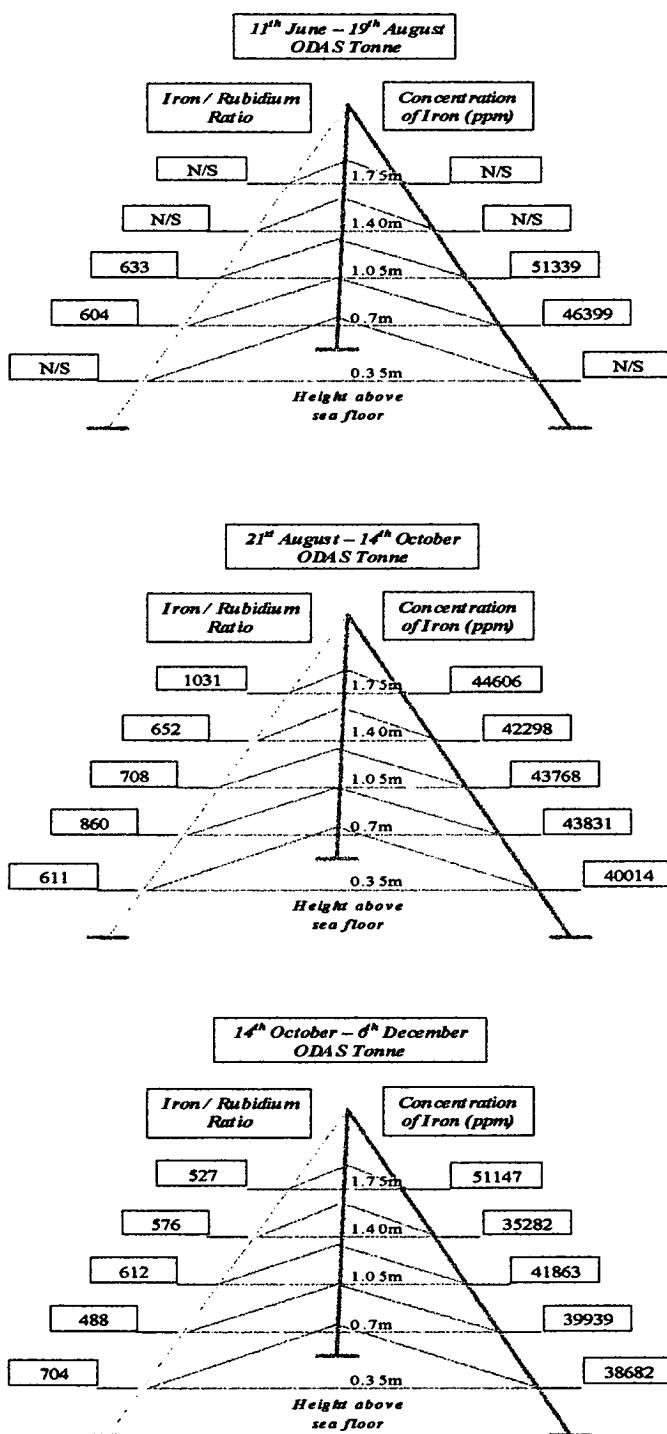 11th June – 19th August
ODAS Tonne
Iron / Rubidium
Ratio
Concentration
of Iron (ppm)
N/S
1.75m
N/S
N/S
1.40m
N/S
633
1.05m
51339
604
0.7m
46399
N/S
0.35m
N/S
Height above
sea floor
21st August – 14th October
ODAS Tonne
Iron / Rubidium
Ratio
Concentration
of Iron (ppm)
1031
1.75m
44606
652
1.40m
42298
708
1.05m
43768
860
0.7m
43831
611
0.35m
40014
Height above
sea floor
14th October – 6th December
ODAS Tonne
Iron / Rubidium
Ratio
Concentration
of Iron (ppm)
527
1.75m
51147
576
1.40m
35282
612
1.05m
41863
488
0.7m
39939
704
0.35m
38682
Height above
sea floor